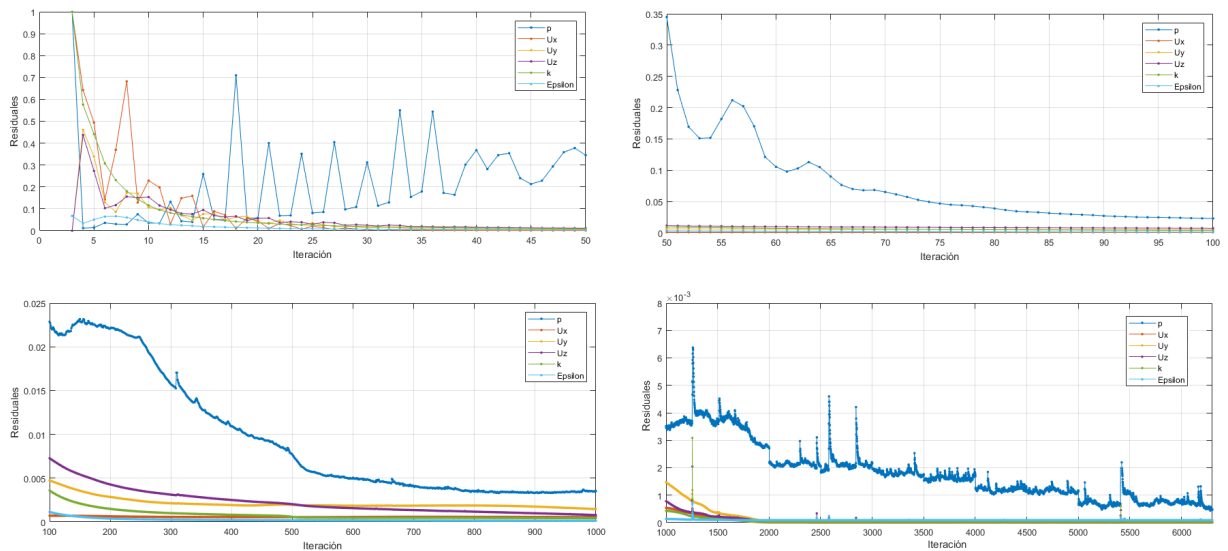 1
0.9
0.8
0.7
0.6
0.5
0.4
0.3
0.2
0.1
0
Residuales
0 5 10 15 20 25 30 35 40 45 50
Iteración
p
Ux
Uy
Uz
k
Epsilon
0.35
0.3
0.25
0.2
0.15
0.1
0.05
0
Residuales
50 55 60 65 70 75 80 85 90 95 100
Iteración
p
Ux
Uy
Uz
k
Epsilon
0.025
0.02
0.015
0.01
0.005
0
Residuales
100 200 300 400 500 600 700 800 900 1000
Iteración
p
Ux
Uy
Uz
k
Epsilon
×10⁻³
8
7
6
5
4
3
2
1
0
Residuales
1000 1500 2000 2500 3000 3500 4000 4500 5000 5500 6000
Iteración
p
Ux
Uy
Uz
k
Epsilon